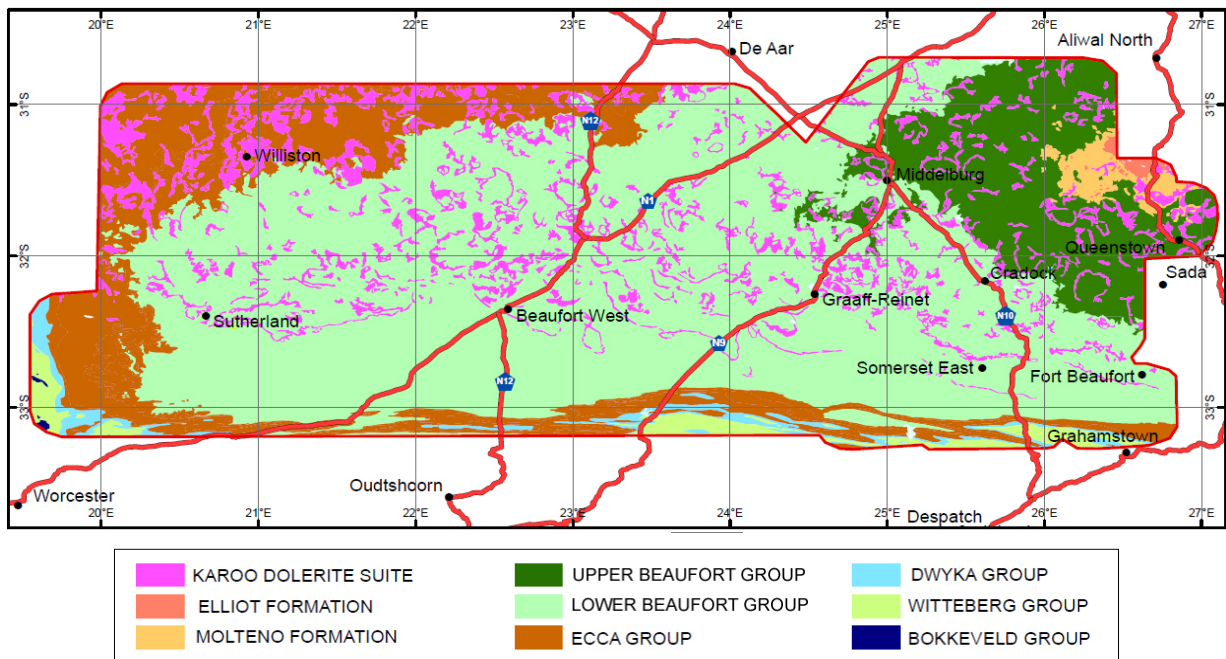 20°E 21°E 22°E 23°E 24°E 25°E 26°E 27°E
De Aar
Aliwal North
31°S 31°S
N12
Williston
Middelburg
N1
Queenstown
32°S 32°S
Sada
Cradock
Graaff-Reinet
Beaufort West
Sutherland
N10
N9
Somerset East
Fort Beaufort
N12
33°S 33°S
Grahamstown
Worcester
Oudtshoorn
Despatch
20°E 21°E 22°E 23°E 24°E 25°E 26°E 27°E
KAROO DOLERITE SUITE
ELLIOT FORMATION
MOLTENO FORMATION
UPPER BEAUFORT GROUP
LOWER BEAUFORT GROUP
ECCA GROUP
DWYKA GROUP
WITTEBERG GROUP
BOKKEVELD GROUP